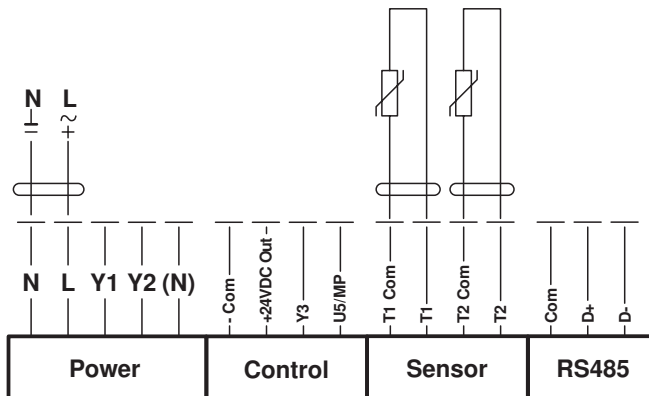 N L
N L Y1 Y2 (N)
- Com
+24VDC Out
Y3
U5/MP
T1 Com
T1
T2 Com
T2
Com
D+
D-
Power
Control
Sensor
RS485